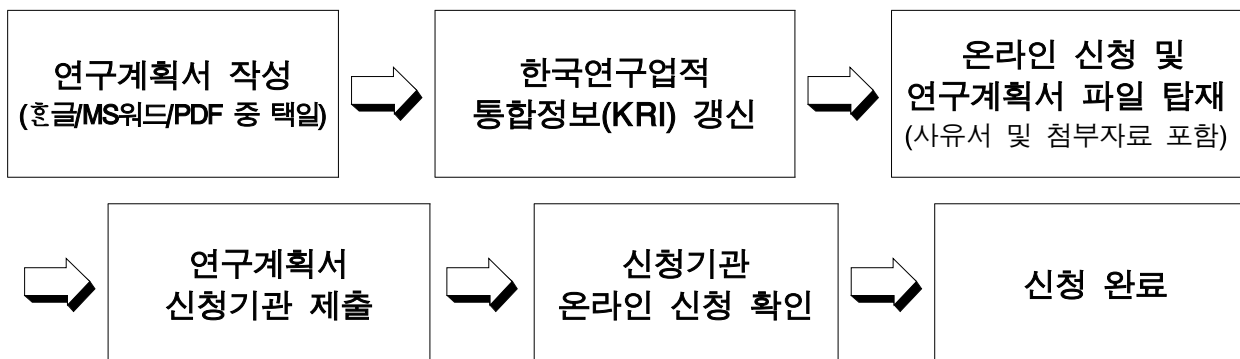 연구계획서 작성
(ᄒᆞᆫ글/MS워드/PDF 중 택일)
한국연구업적
통합정보(KRI) 갱신
온라인 신청 및
연구계획서 파일 탑재
(사유서 및 첨부자료 포함)
연구계획서
신청기관 제출
신청기관
온라인 신청 확인
신청 완료